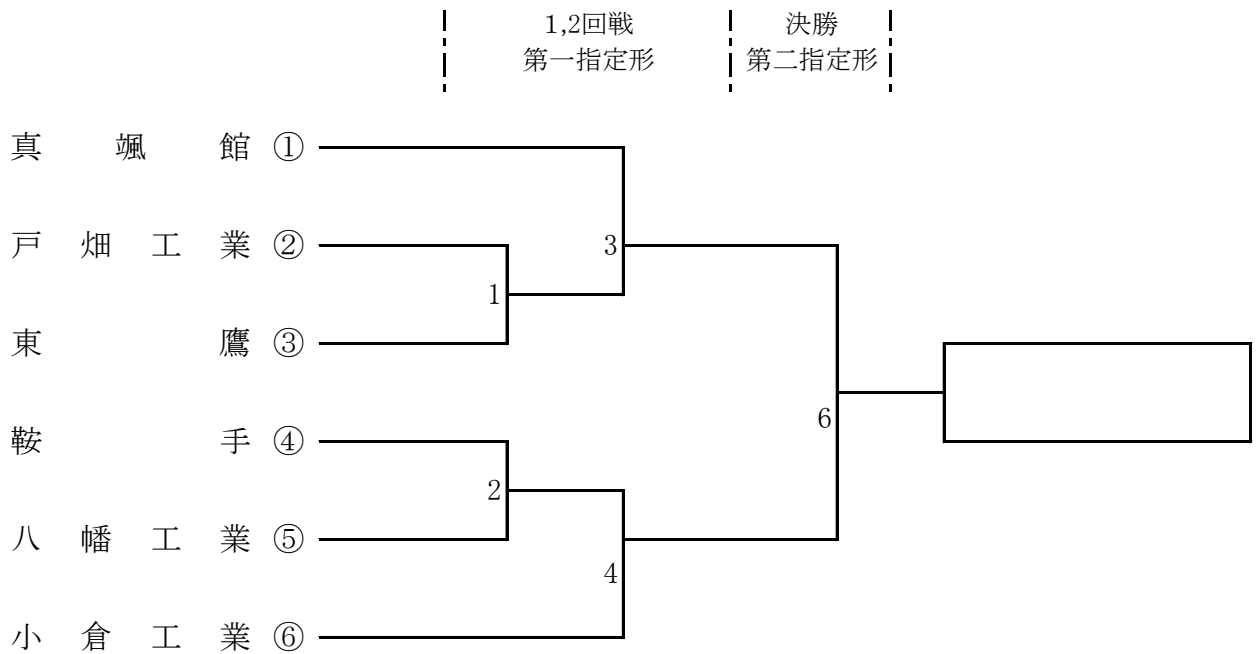 1,2回戦
第一指定形
決勝
第二指定形
真颯館 ①
戸畑工業 ②
3
1
東鷹 ③
6
鞍手 ④
2
八幡工業 ⑤
4
小倉工業 ⑥